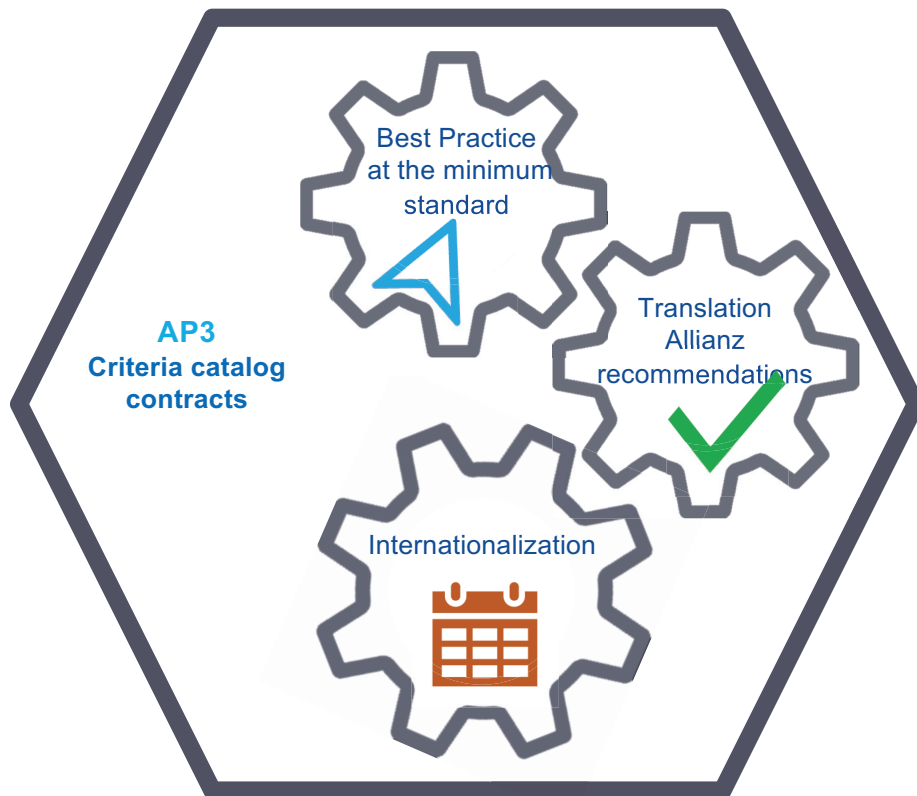 Best Practice
at the minimum
standard
Translation
Allianz
recommendations
AP3
Criteria catalog
contracts
Internationalization